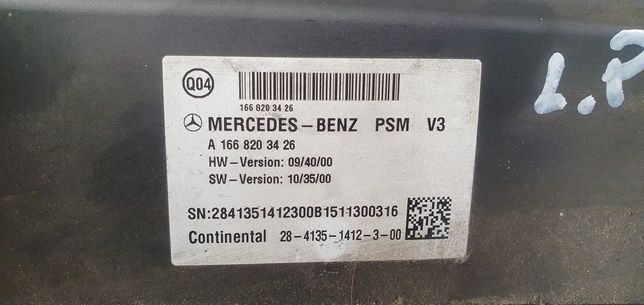 Q04
166 820 34 26
MERCEDES-BENZ PSM V3
A 166 820 34 26
HW-Version: 09/40/00
SW-Version: 10/35/00
SN:2841351412300B1511300316
Continental 28-4135-1412-3-00
L.P